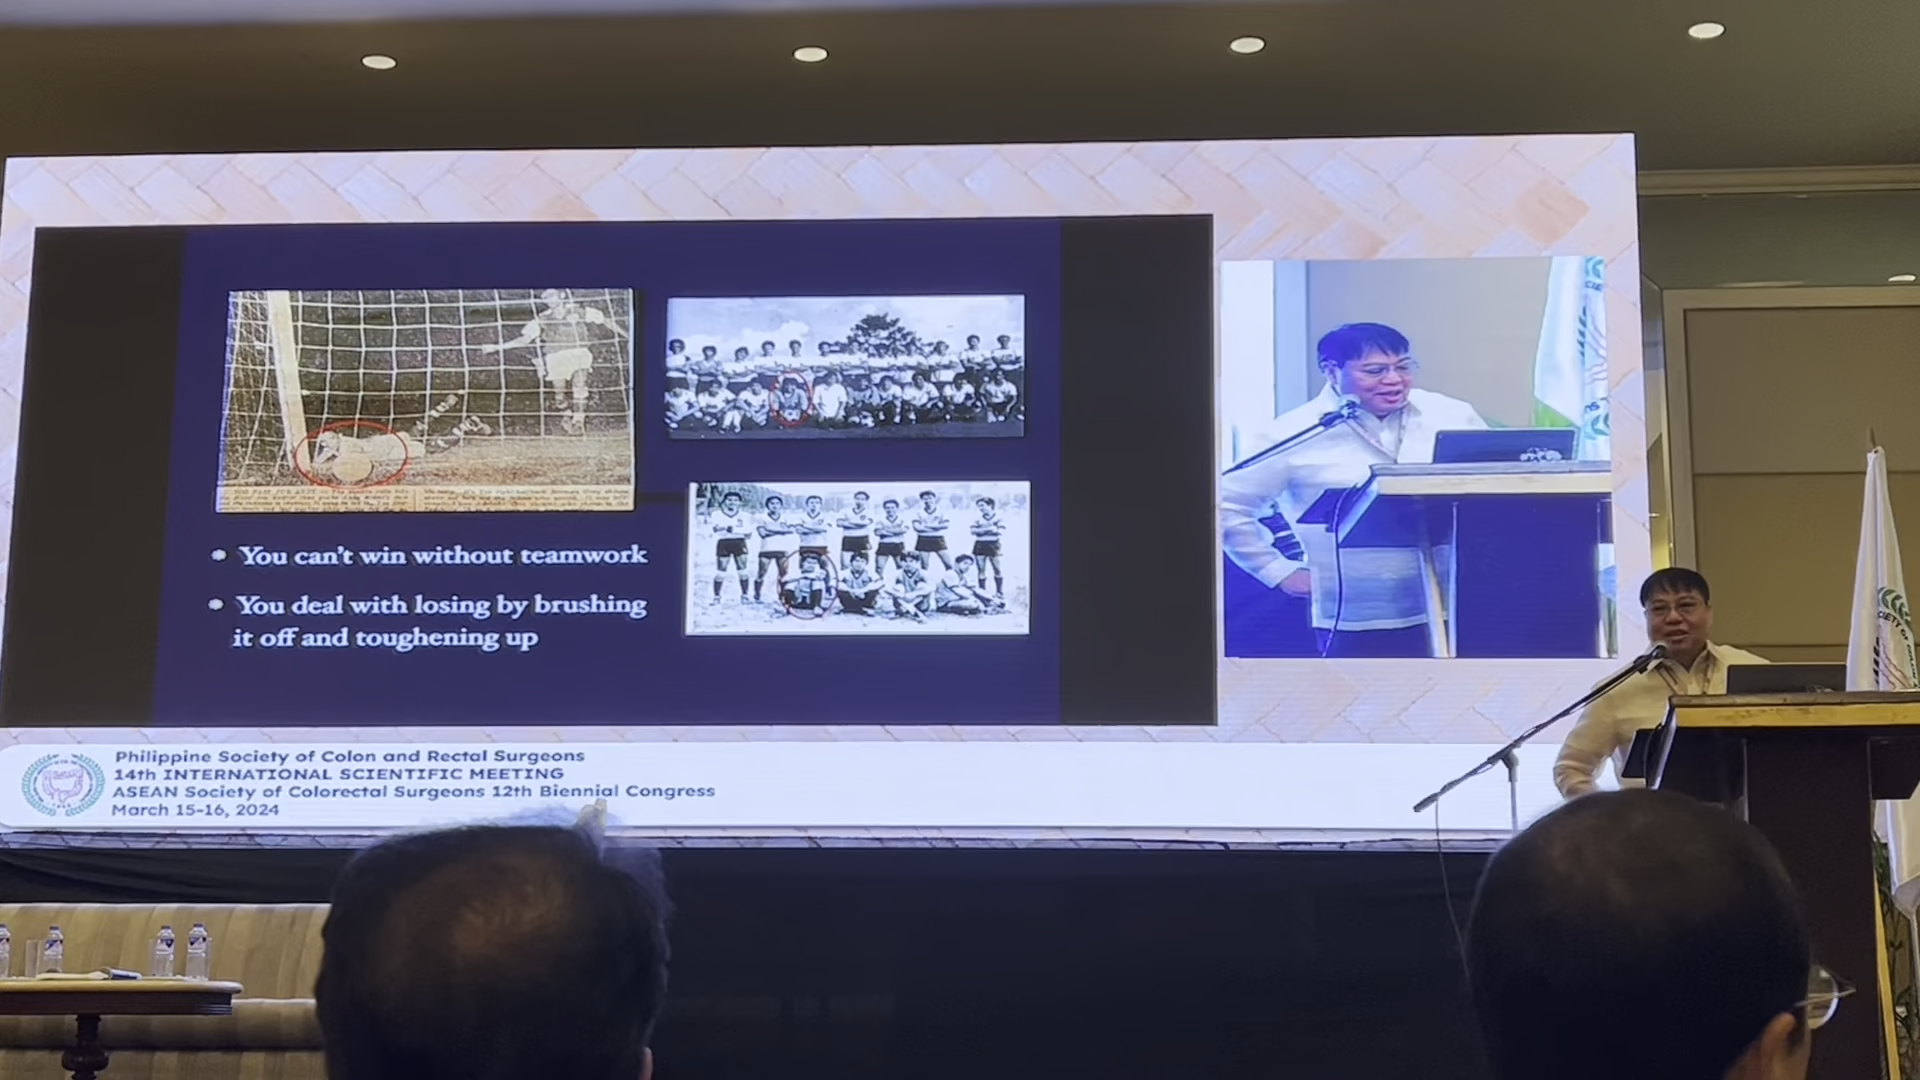 You can't win without teamwork
You deal with losing by brushing
it off and toughening up
Philippine Society of Colon and Rectal Surgeons
14th INTERNATIONAL SCIENTIFIC MEETING
ASEAN Society of Colorectal Surgeons 12th Biennial Congress
March 15-16, 2024